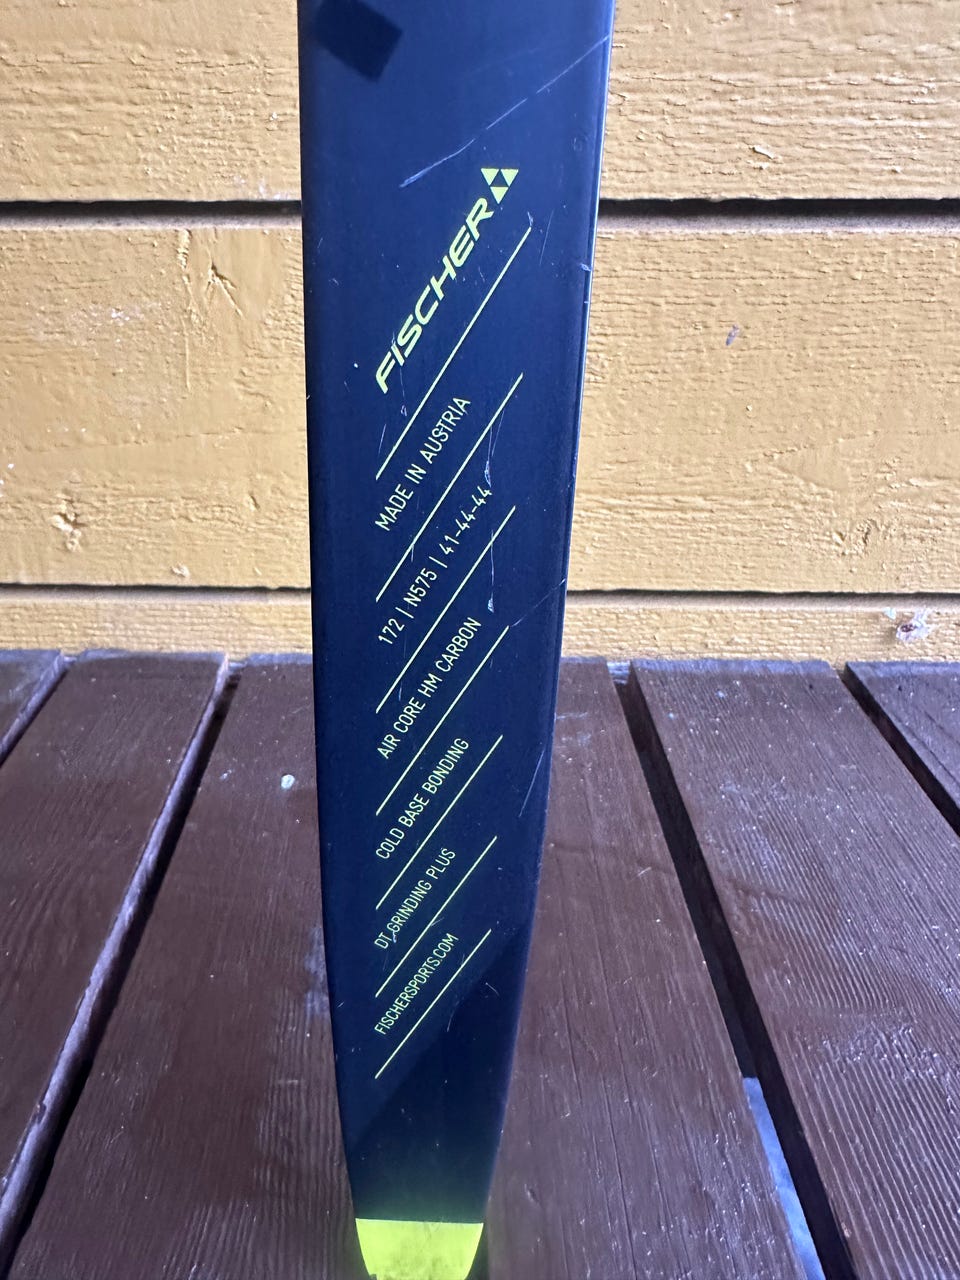 FISCHER
MADE IN AUSTRIA
172 | N575 | 41-44-44
AIR CORE HM CARBON
COLD BASE BONDING
DTG GRINDING PLUS
FISCHERSPORTS.COM